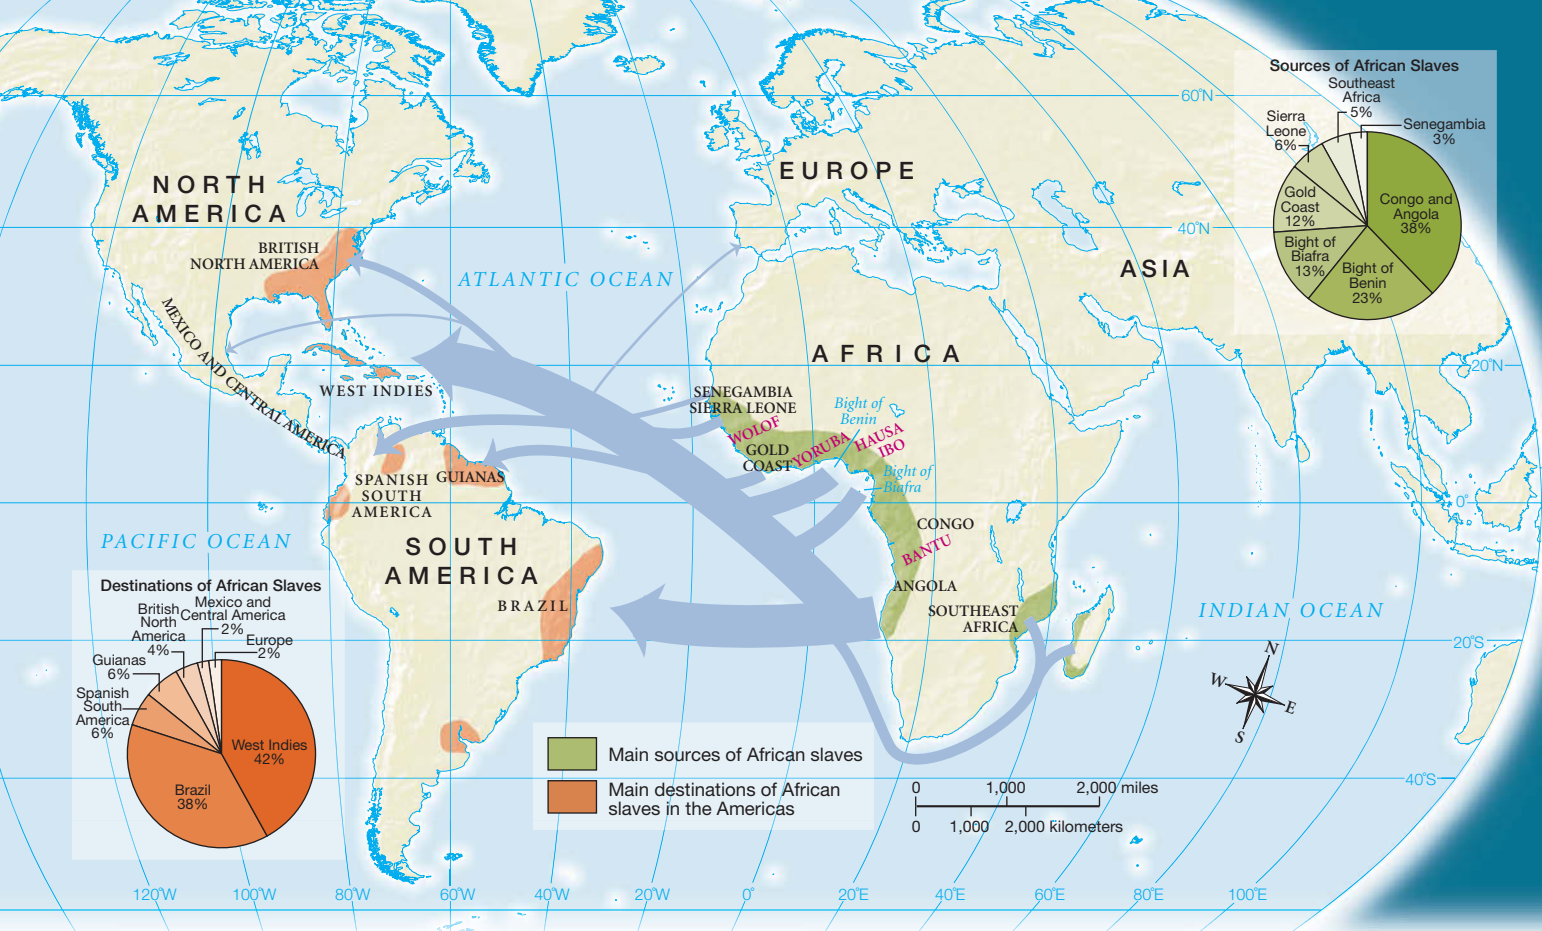 Sources of African Slaves
Southeast
Africa
5%
Sierra
Leone
6%
Senegambia
3%
Gold
Coast
12%
Congo and
Angola
38%
Bight of
Biafra
13%
Bight of
Benin
23%
60°N
40°N
20°N
0°
20°S
40°S
NORTH
AMERICA
EUROPE
ASIA
BRITISH
NORTH AMERICA
ATLANTIC OCEAN
MEXICO AND CENTRAL AMERICA
AFRICA
WEST INDIES
SENEGAMBIA
SIERRA LEONE
WOLOF
GOLD
COAST
YORUBA
Bight of
Benin
HAUSA
IBO
Bight of
Biafra
SPANISH
SOUTH
AMERICA
GUIANAS
PACIFIC OCEAN
SOUTH
AMERICA
BRAZIL
CONGO
BANTU
ANGOLA
SOUTHEAST
AFRICA
INDIAN OCEAN
N
W
E
S
Destinations of African Slaves
British
North
America
4%
Mexico and
Central America
2%
Europe
2%
Guianas
6%
Spanish
South
America
6%
West Indies
42%
Brazil
38%
Main sources of African slaves
Main destinations of African
slaves in the Americas
0 1,000 2,000 miles
0 1,000 2,000 kilometers
120°W 100°W 80°W 60°W 40°W 20°W 0° 20°E 40°E 60°E 80°E 100°E